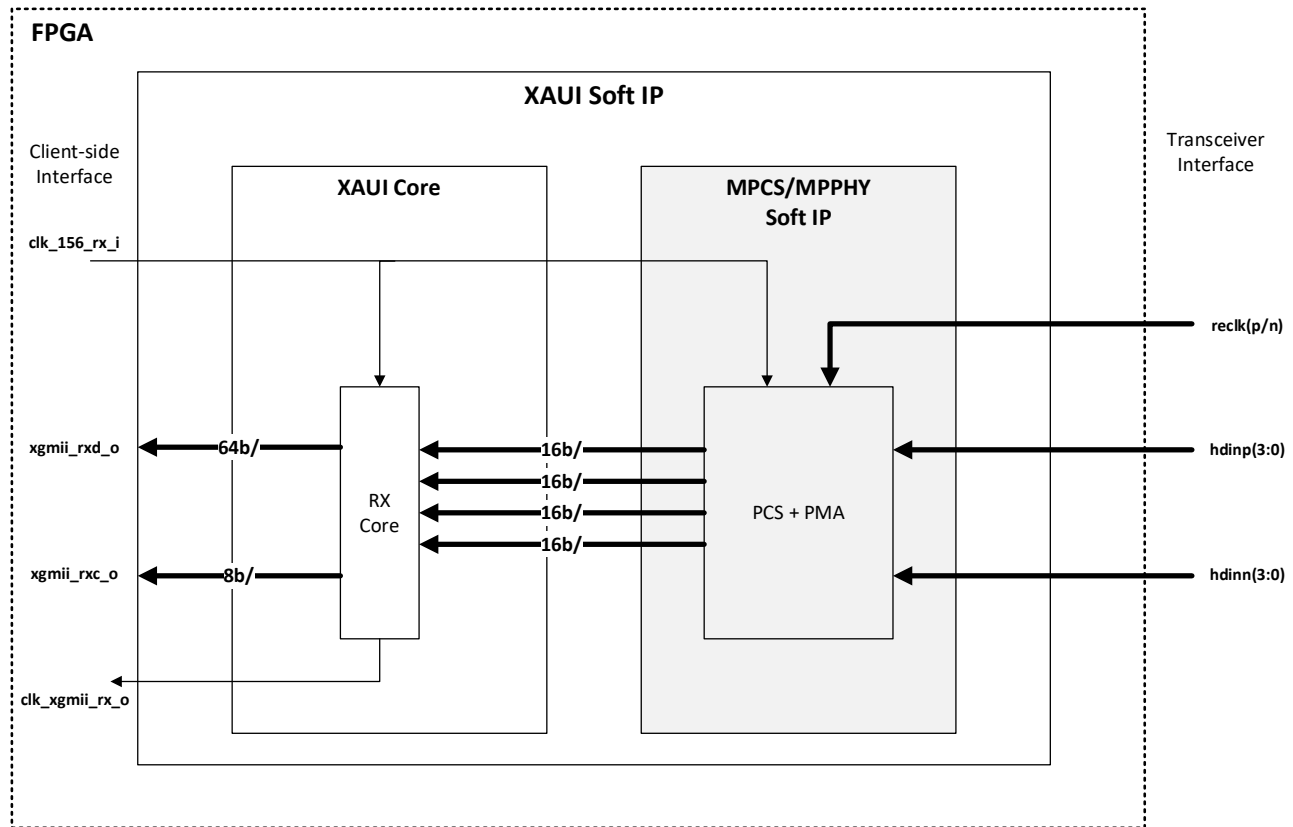 FPGA
XAUI Soft IP
Client-side
Interface
Transceiver
Interface
XAUI Core
MPCS/MPPHY
Soft IP
clk_156_rx_i
reclk(p/n)
xgmii_rxd_o
64b/
16b/
hdinp(3:0)
16b/
RX
Core
PCS + PMA
16b/
16b/
xgmii_rxc_o
8b/
hdinn(3:0)
clk_xgmii_rx_o